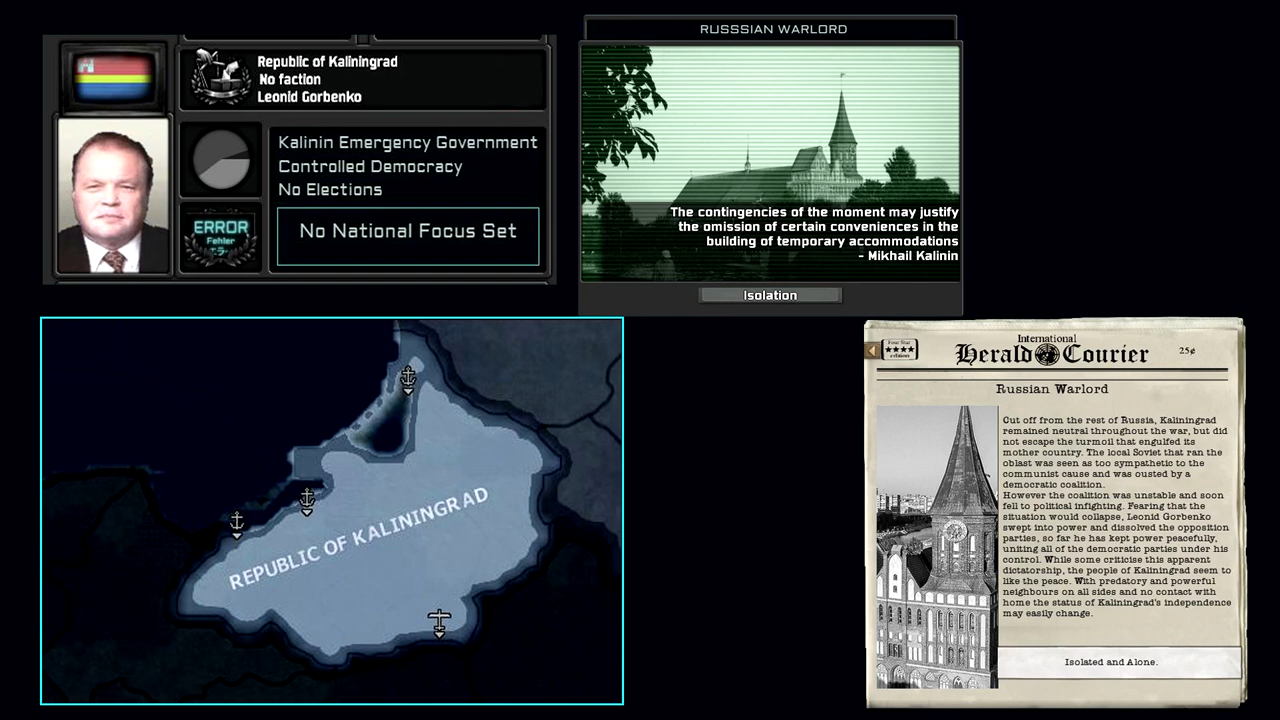 Republic of Kaliningrad
No faction
Leonid Gorbenko
Kalinin Emergency Government
Controlled Democracy
No Elections
ERROR
Fehler
エラー
No National Focus Set
RUSSSIAN WARLORD
The contingencies of the moment may justify
the omission of certain conveniences in the
building of temporary accommodations
- Mikhail Kalinin
Isolation
REPUBLIC OF KALININGRAD
International
Four Star
edition
Herald Courier
25¢
Russian Warlord
Cut off from the rest of Russia, Kaliningrad
remained neutral throughout the war, but did
not escape the turmoil that engulfed its
mother country. The local Soviet that ran the
oblast was seen as too sympathetic to the
communist cause and was ousted by a
democratic coalition.
However the coalition was unstable and soon
fell to political infighting. Fearing that the
situation would collapse, Leonid Gorbenko
swept into power and dissolved the opposition
parties, so far he has kept power peacefully,
uniting all of the democratic parties under his
control. While some criticise this apparent
dictatorship, the people of Kaliningrad seem to
like the peace. With predatory and powerful
neighbours on all sides and no contact with
home the status of Kaliningrad's independence
may easily change.
Isolated and Alone.